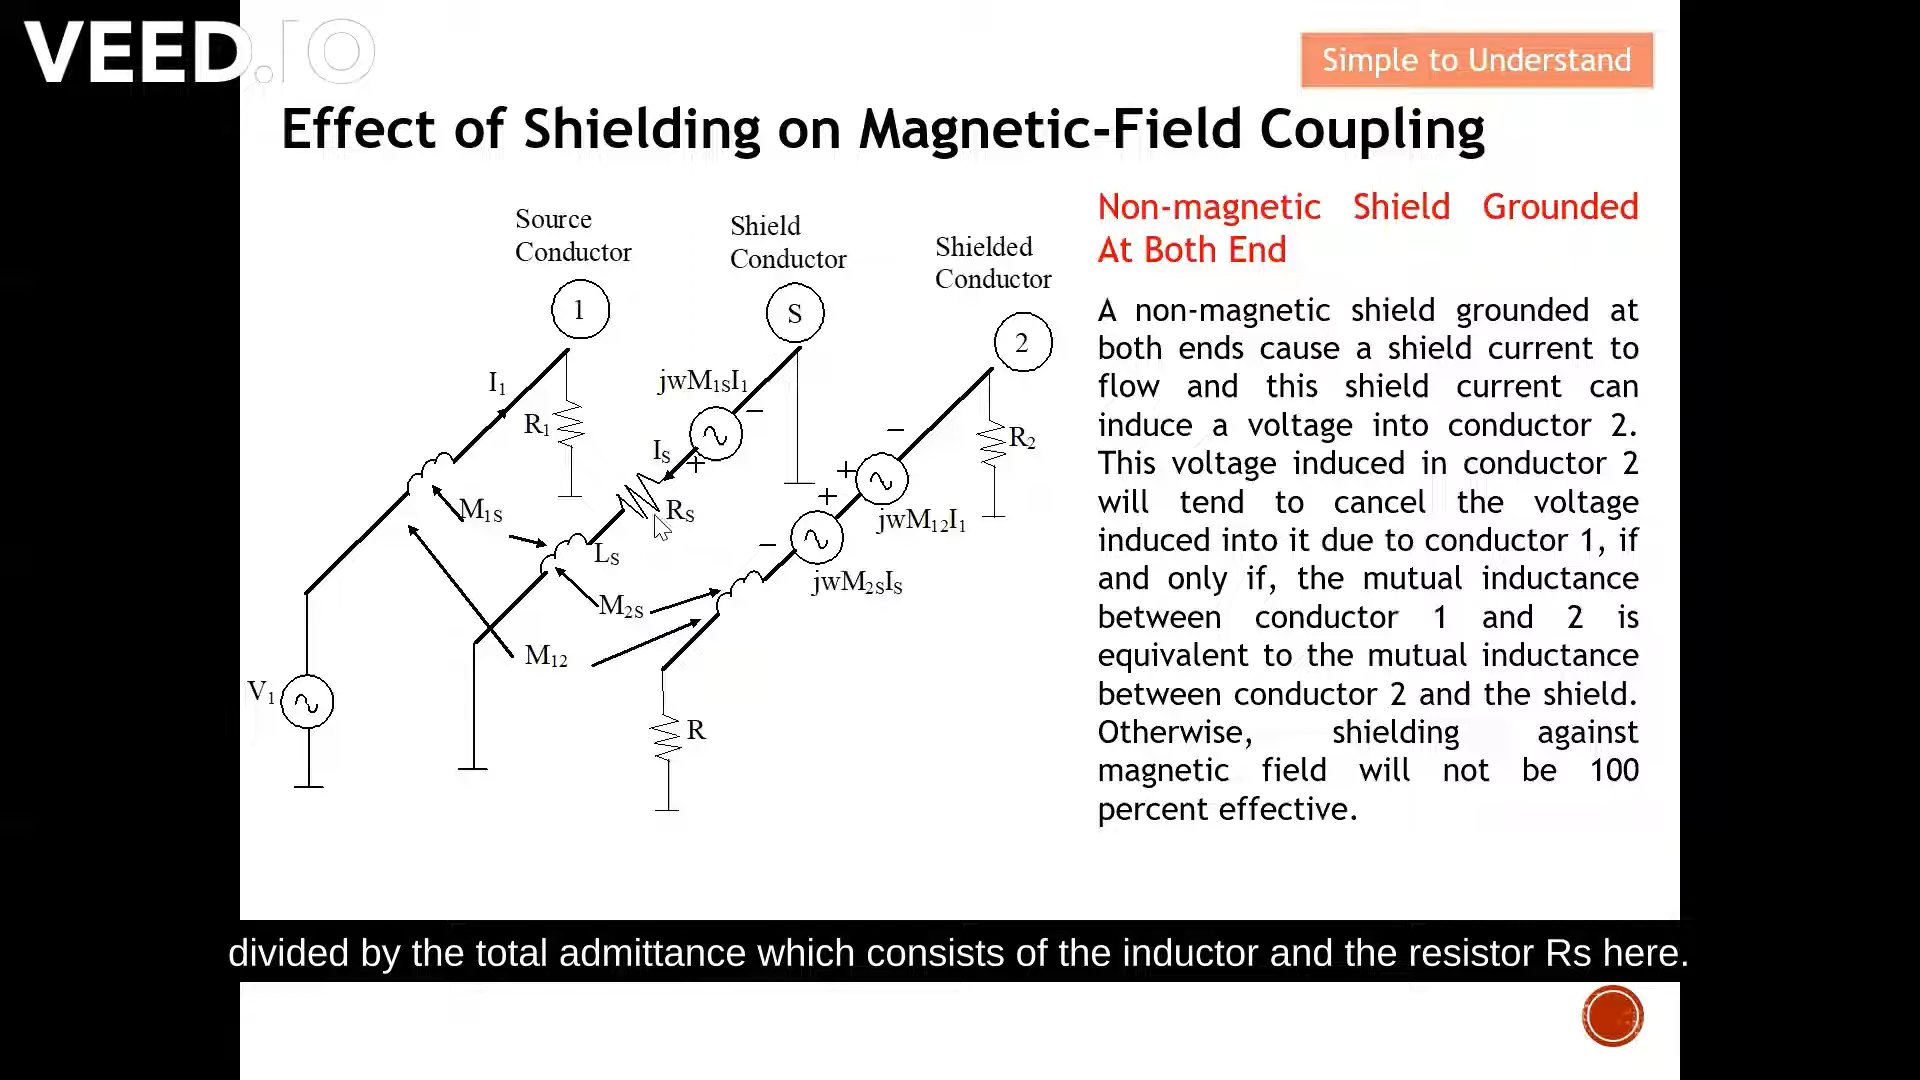 VEED.IO
Simple to Understand
Effect of Shielding on Magnetic-Field Coupling
Source
Conductor
Shield
Conductor
Shielded
Conductor
1
S
2
I1
R1
jwM1SI1
−
IS
+
RS
M1S
LS
−
+
R2
+
jwM12I1
−
jwM2SIS
M2S
M12
V1
R
Non-magnetic Shield Grounded
At Both End
A non-magnetic shield grounded at
both ends cause a shield current to
flow and this shield current can
induce a voltage into conductor 2.
This voltage induced in conductor 2
will tend to cancel the voltage
induced into it due to conductor 1, if
and only if, the mutual inductance
between conductor 1 and 2 is
equivalent to the mutual inductance
between conductor 2 and the shield.
Otherwise, shielding against
magnetic field will not be 100
percent effective.
divided by the total admittance which consists of the inductor and the resistor Rs here.